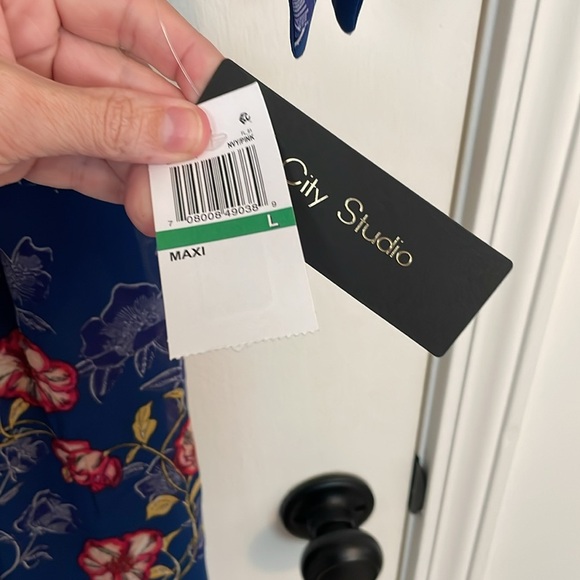 NVY/PINK
7 08008 49038 9
L
MAXI
City Studio